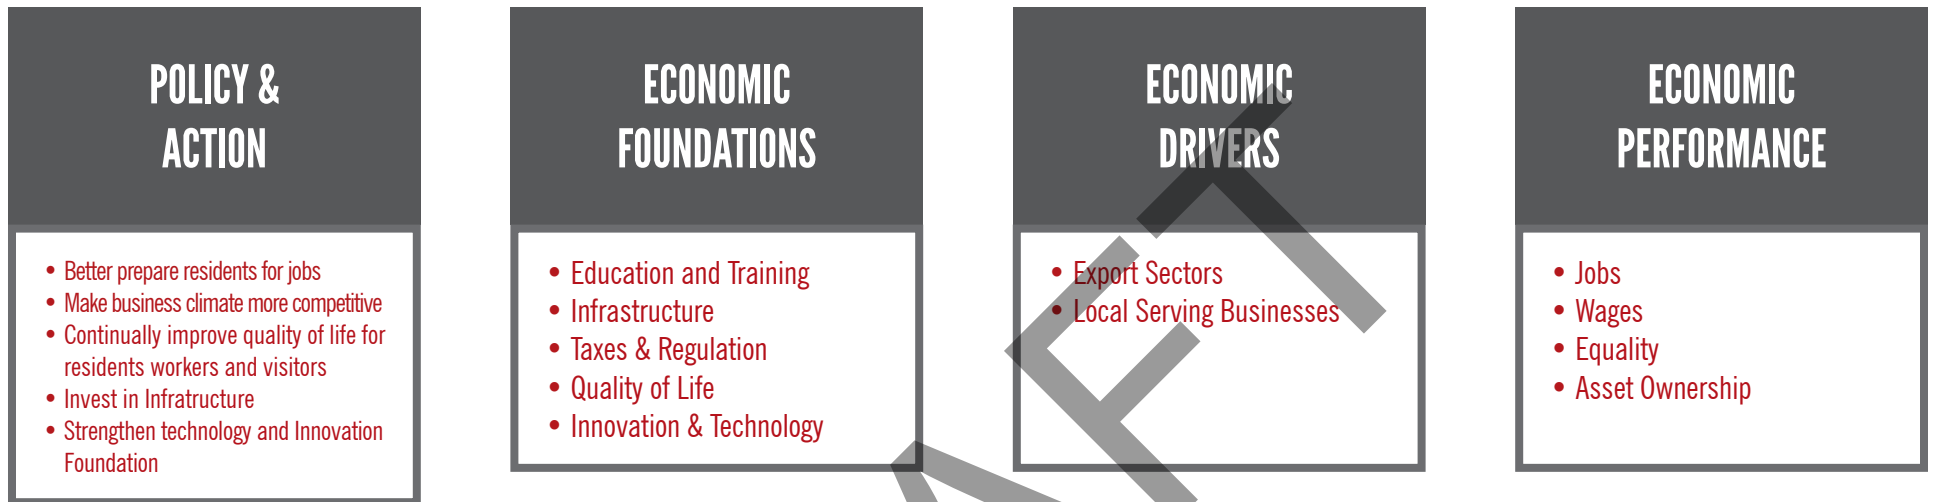 POLICY &
ACTION
• Better prepare residents for jobs
• Make business climate more competitive
• Continually improve quality of life for
residents workers and visitors
• Invest in Infratructure
• Strengthen technology and Innovation
Foundation
ECONOMIC
FOUNDATIONS
• Education and Training
• Infrastructure
• Taxes & Regulation
• Quality of Life
• Innovation & Technology
ECONOMIC
DRIVERS
• Export Sectors
• Local Serving Businesses
ECONOMIC
PERFORMANCE
• Jobs
• Wages
• Equality
• Asset Ownership